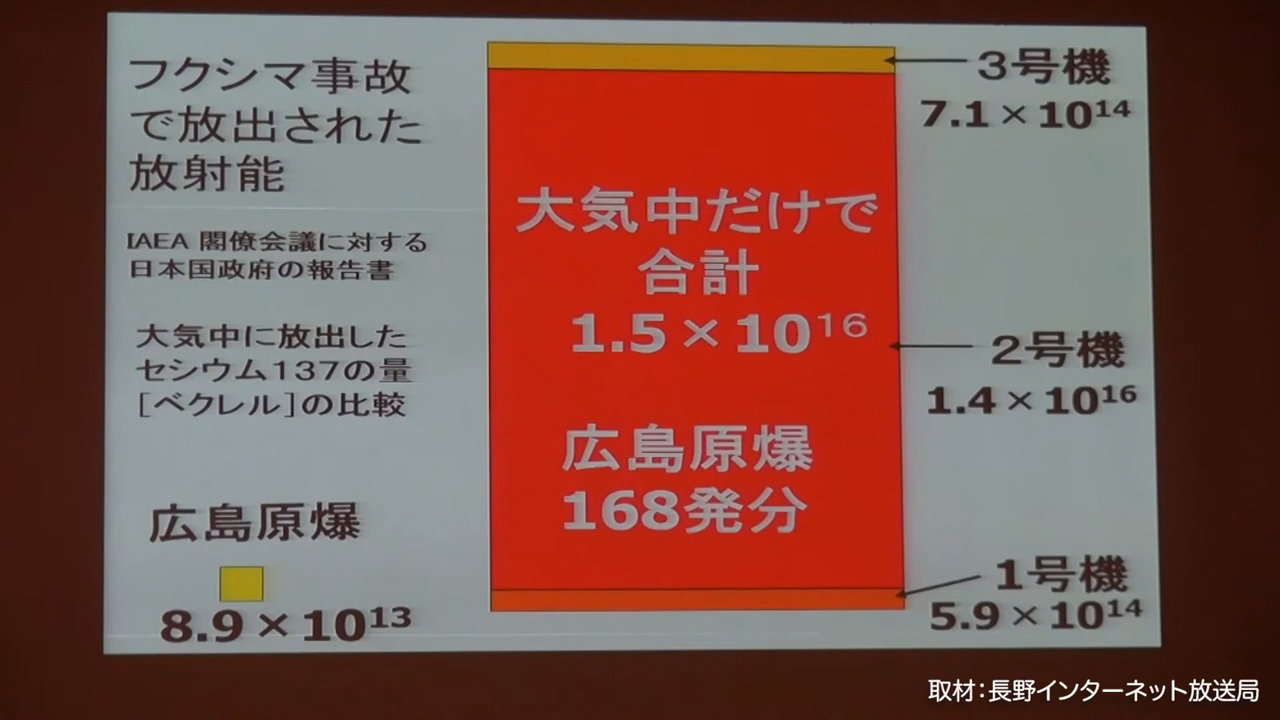 フクシマ事故
で放出された
放射能
IAEA 閣僚会議に対する
日本国政府の報告書
大気中に放出した
セシウム137の量
[ベクレル]の比較
広島原爆
8.9×10¹³
大気中だけで
合計
1.5×10¹⁶
広島原爆
168発分
3号機
7.1×10¹⁴
2号機
1.4×10¹⁶
1号機
5.9×10¹⁴
取材:長野インターネット放送局